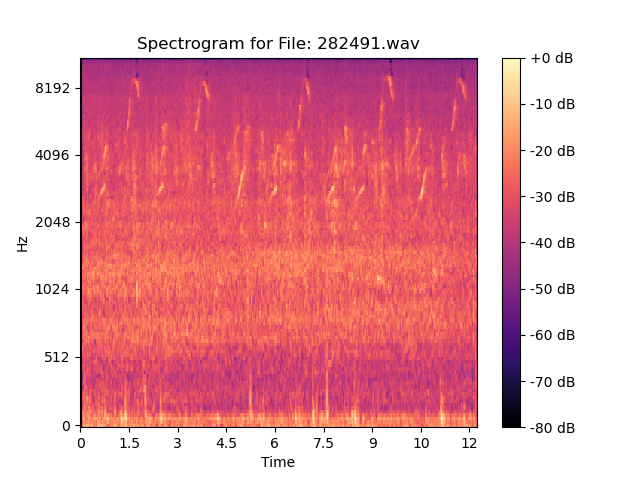 Spectrogram for File: 282491.wav
Hz
8192
4096
2048
1024
512
0
0 1.5 3 4.5 6 7.5 9 10 12
Time
+0 dB
-10 dB
-20 dB
-30 dB
-40 dB
-50 dB
-60 dB
-70 dB
-80 dB